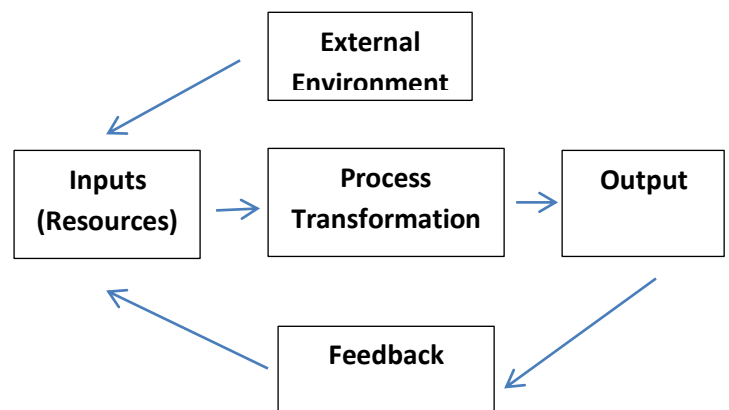 External
Environment
Inputs
(Resources)
Process
Transformation
Output
Feedback